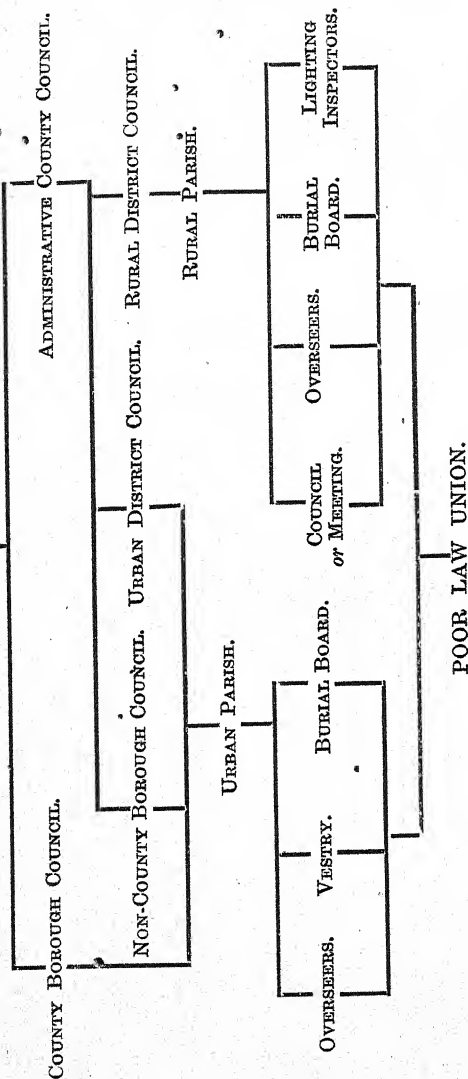 COUNTY BOROUGH COUNCIL.
ADMINISTRATIVE COUNTY COUNCIL.
NON-COUNTY BOROUGH COUNCIL.
URBAN DISTRICT COUNCIL.
RURAL DISTRICT COUNCIL.
URBAN PARISH.
RURAL PARISH.
OVERSEERS.
VESTRY.
BURIAL BOARD.
COUNCIL
or MEETING.
OVERSEERS.
BURIAL
BOARD.
LIGHTING
INSPECTORS.
POOR LAW UNION.